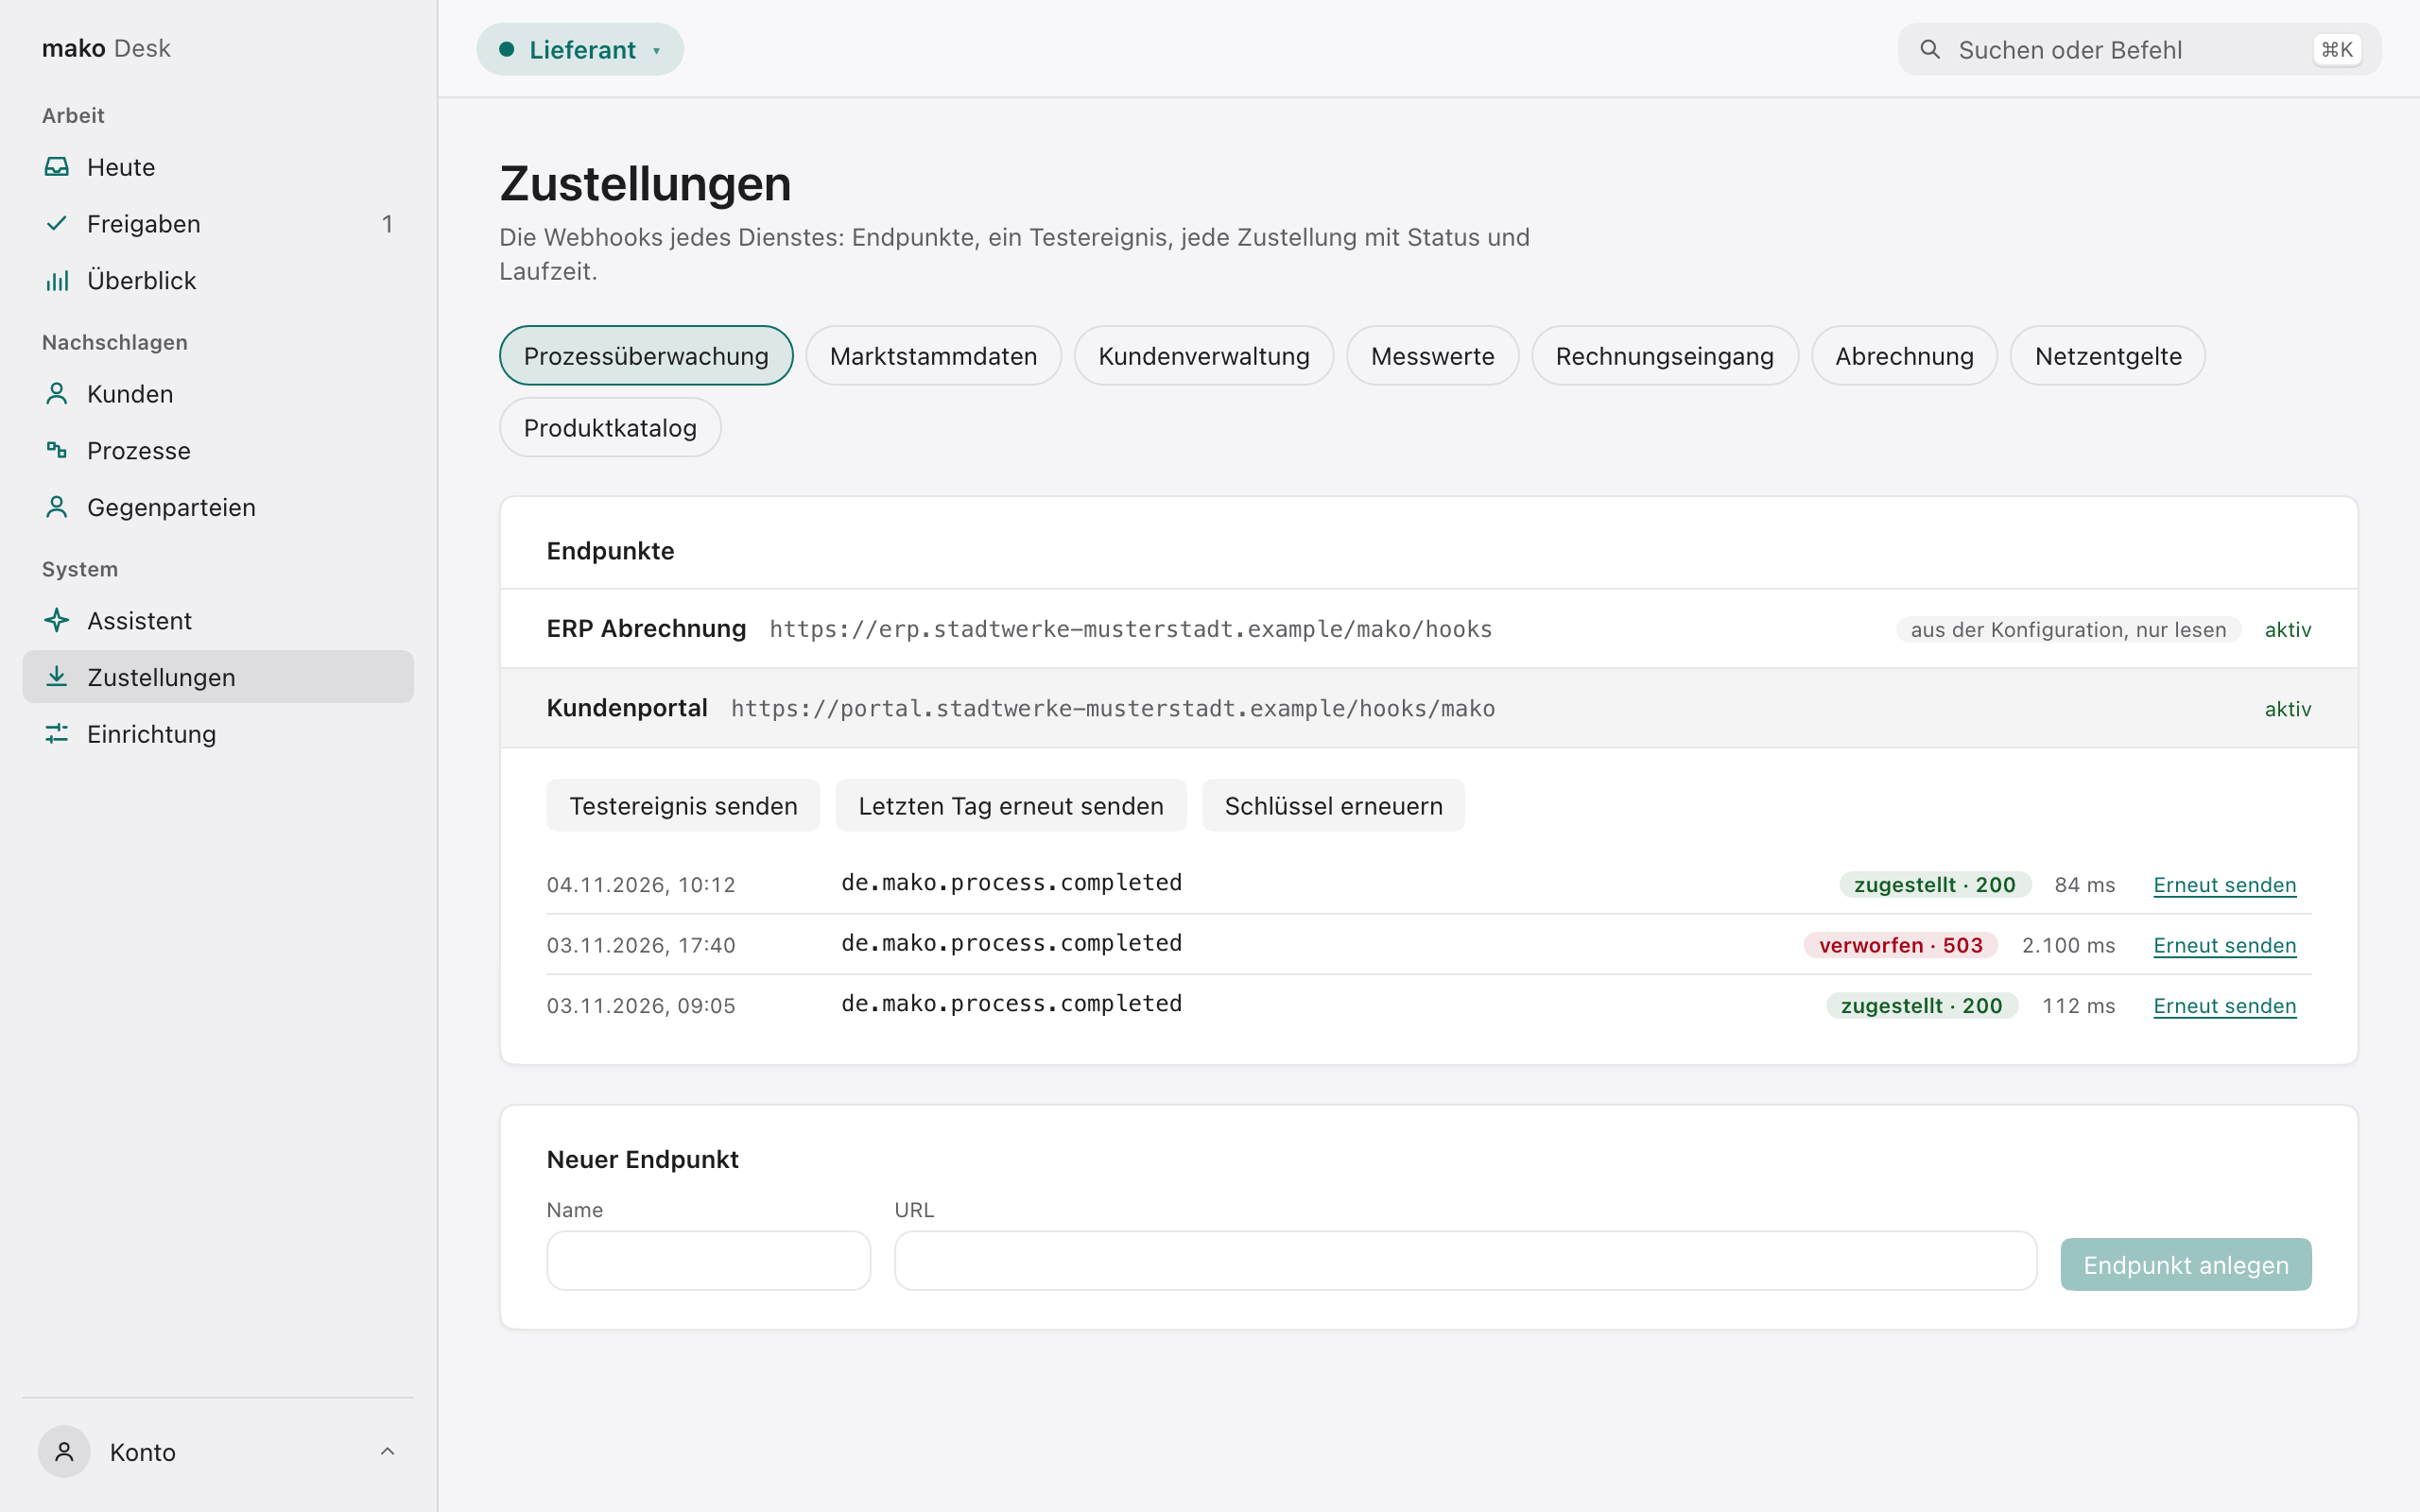 mako Desk
Arbeit
Heute
Freigaben 1
Überblick
Nachschlagen
Kunden
Prozesse
Gegenparteien
System
Assistent
Zustellungen
Einrichtung
Konto
Lieferant
Suchen oder Befehl ⌘K
Zustellungen
Die Webhooks jedes Dienstes: Endpunkte, ein Testereignis, jede Zustellung mit Status und
Laufzeit.
Prozessüberwachung Marktstammdaten Kundenverwaltung Messwerte Rechnungseingang Abrechnung Netzentgelte
Produktkatalog
Endpunkte
ERP Abrechnung https://erp.stadtwerke-musterstadt.example/mako/hooks aus der Konfiguration, nur lesen aktiv
Kundenportal https://portal.stadtwerke-musterstadt.example/hooks/mako aktiv
Testereignis senden Letzten Tag erneut senden Schlüssel erneuern
04.11.2026, 10:12 de.mako.process.completed zugestellt · 200 84 ms Erneut senden
03.11.2026, 17:40 de.mako.process.completed verworfen · 503 2.100 ms Erneut senden
03.11.2026, 09:05 de.mako.process.completed zugestellt · 200 112 ms Erneut senden
Neuer Endpunkt
Name URL
Endpunkt anlegen